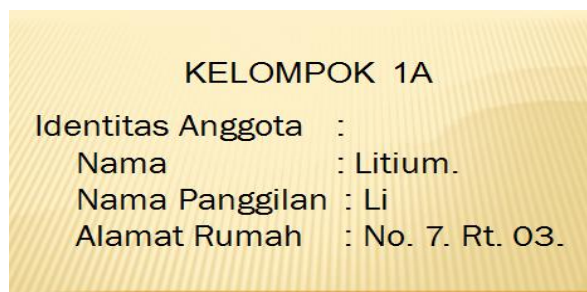 KELOMPOK 1A
Identitas Anggota :
Nama : Litium.
Nama Panggilan : Li
Alamat Rumah : No. 7. Rt. 03.